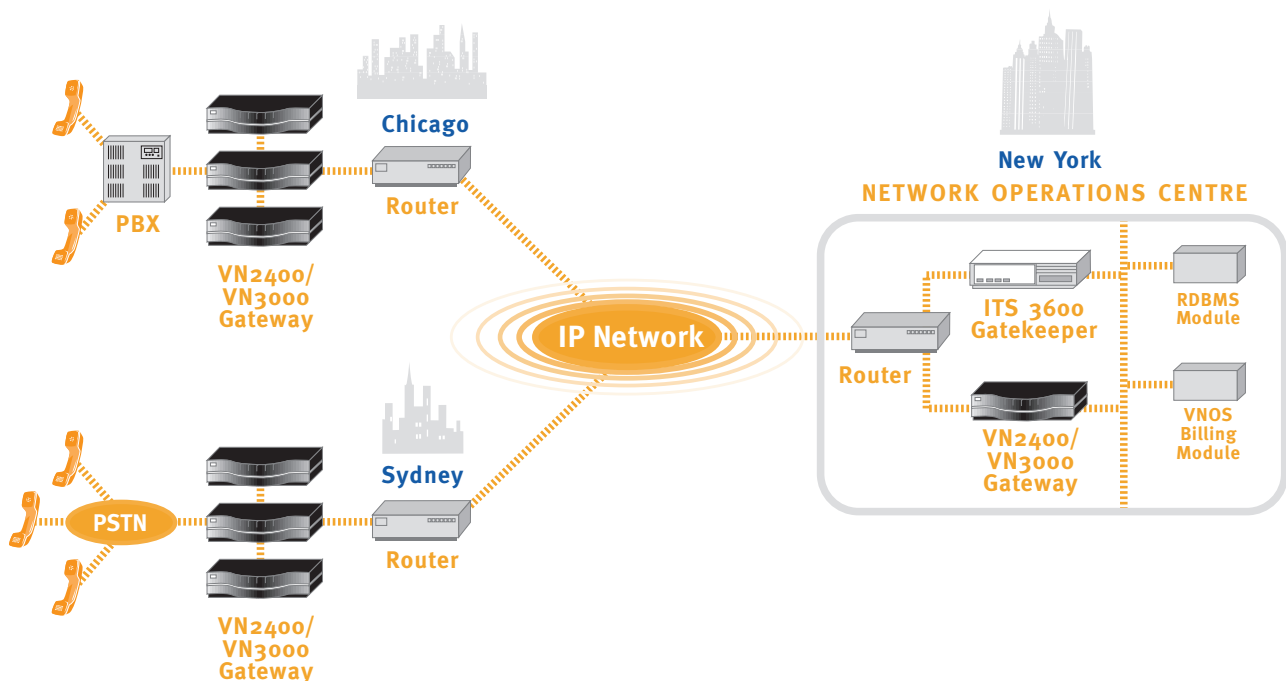 Chicago
PBX
Router
VN2400/
VN3000
Gateway
IP Network
Sydney
PSTN
Router
VN2400/
VN3000
Gateway
New York
NETWORK OPERATIONS CENTRE
ITS 3600
Gatekeeper
RDBMS
Module
Router
VN2400/
VN3000
Gateway
VNOS
Billing
Module